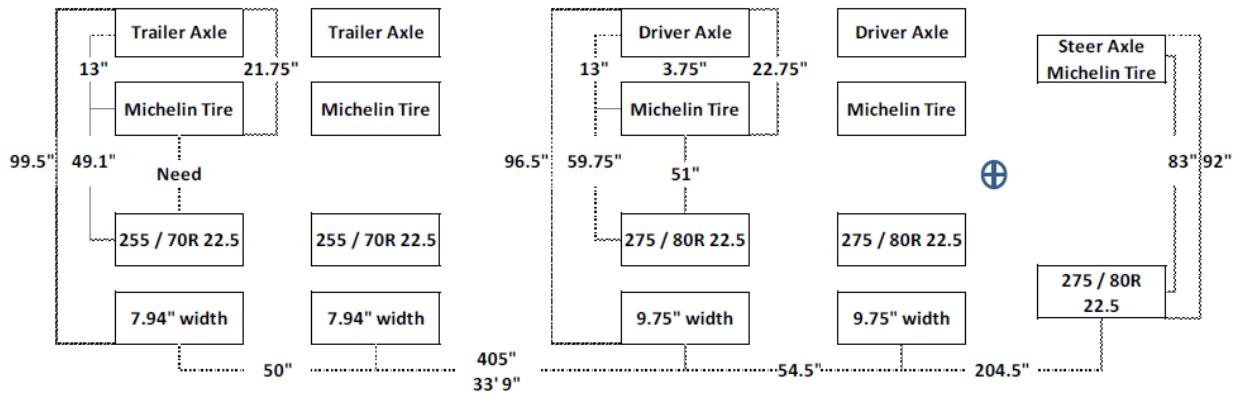 Trailer Axle Trailer Axle Driver Axle Driver Axle
Steer Axle
Michelin Tire
13" 21.75" 13" 3.75" 22.75"
Michelin Tire Michelin Tire Michelin Tire Michelin Tire
99.5" 49.1" Need 96.5" 59.75" 51" 83" 92"
255 / 70R 22.5 255 / 70R 22.5 275 / 80R 22.5 275 / 80R 22.5
275 / 80R
22.5
7.94" width 7.94" width 9.75" width 9.75" width
50" 405" 54.5" 204.5"
33' 9"